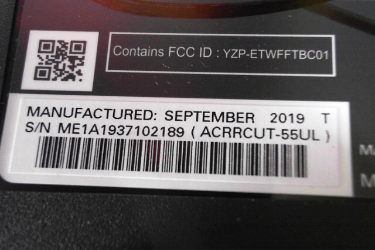 Contains FCC ID : YZP-ETWFFTBC01
MANUFACTURED: SEPTEMBER 2019 T
S/N ME1A1937102189 ( ACRRCUT-55UL )